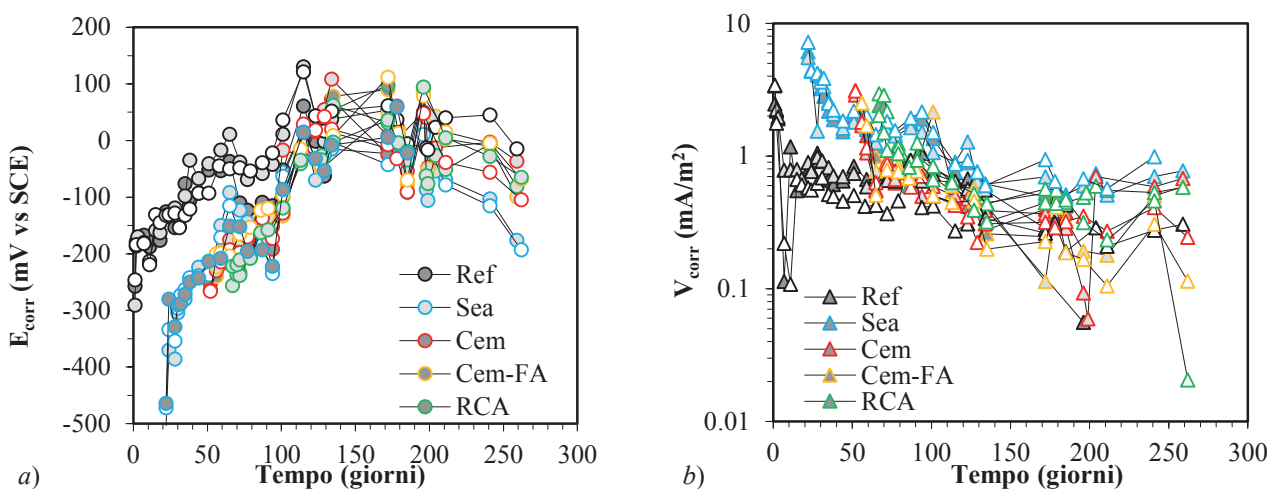 200
100
0
-100
-200
-300
-400
-500
E_corr (mV vs SCE)
Ref
Sea
Cem
Cem-FA
RCA
0 50 100 150 200 250 300
a) Tempo (giorni)
10
1
0.1
0.01
V_corr (mA/m²)
Ref
Sea
Cem
Cem-FA
RCA
0 50 100 150 200 250 300
b) Tempo (giorni)